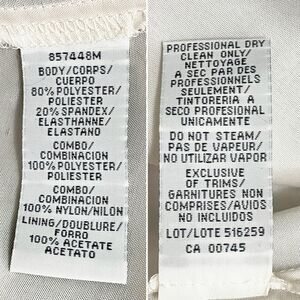 857448M
BODY/CORPS/
CUERPO
80% POLYESTER/
POLIESTER
20% SPANDEX/
ELASTHANNE/
ELASTANO
COMBO/
COMBINACION
100% POLYESTER/
POLIESTER
COMBO/
COMBINACION
100% NYLON/NILON
LINING/DOUBLURE/
FORRO
100% ACETATE
ACETATO
PROFESSIONAL DRY
CLEAN ONLY/
NETTOYAGE
A SEC PAR DES
PROFESSIONNELS
SEULEMENT/
TINTORERIA A
SECO PROFESIONAL
UNICAMENTE
DO NOT STEAM/
PAS DE VAPEUR/
NO UTILIZAR VAPOR
EXCLUSIVE
OF TRIMS/
GARNITURES NON
COMPRISES/
ADORNOS NO
INCLUIDOS
LOT/LOTE 516259
CA 00745